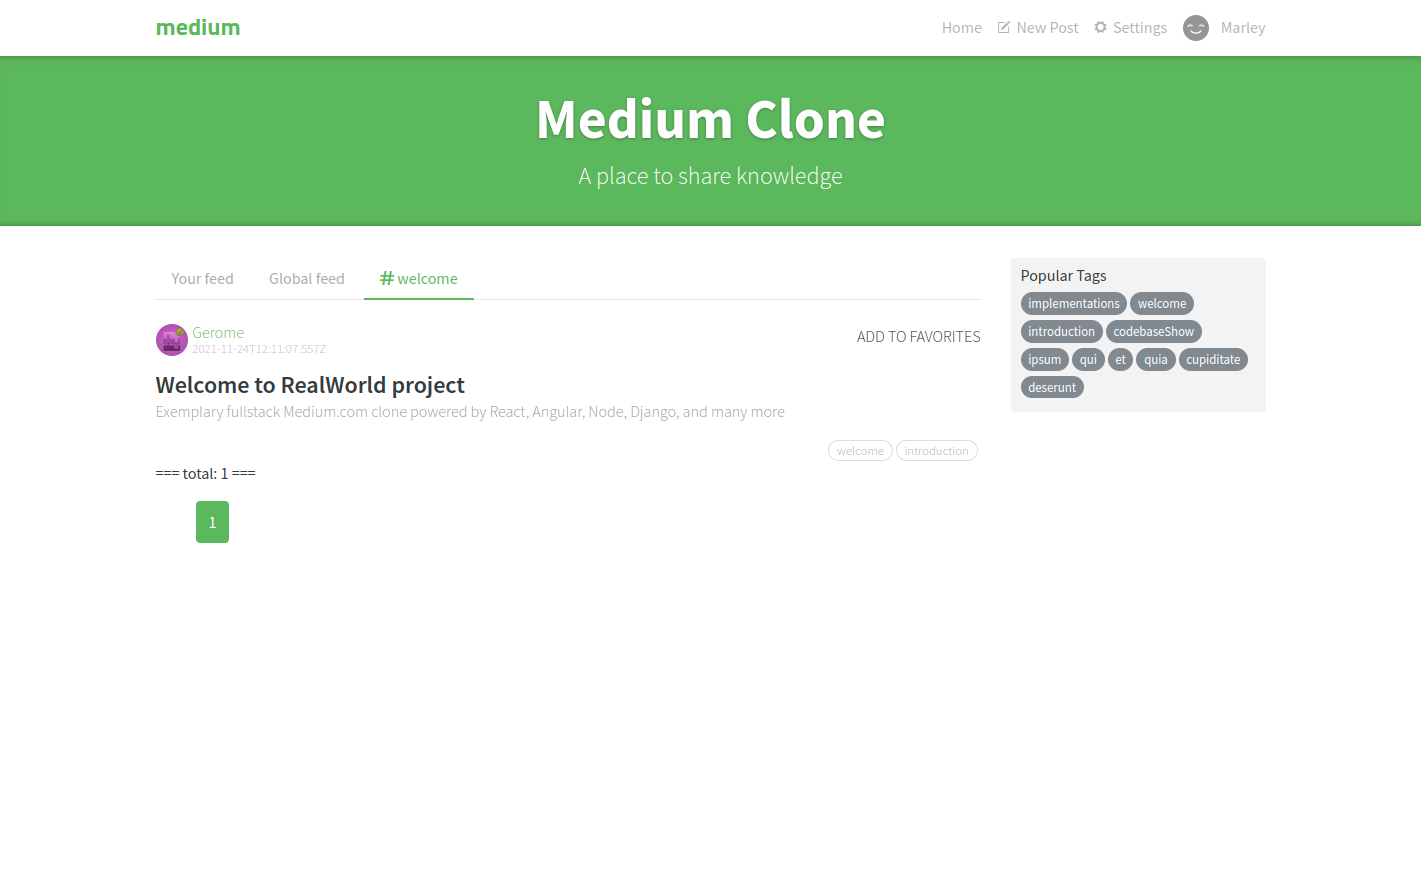 medium
Home New Post Settings Marley
Medium Clone
A place to share knowledge
Your feed Global feed # welcome
Gerome
2021-11-24T12:11:07.557Z
ADD TO FAVORITES
Welcome to RealWorld project
Exemplary fullstack Medium.com clone powered by React, Angular, Node, Django, and many more
welcome introduction
=== total: 1 ===
1
Popular Tags
implementations welcome
introduction codebaseShow
ipsum qui et quia cupiditate
deserunt